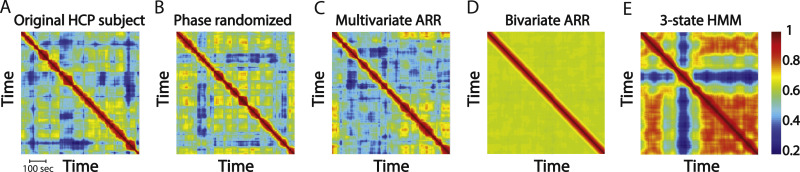 A Original HCP subject
B Phase randomized
C Multivariate ARR
D Bivariate ARR
E 3-state HMM
Time
Time
Time
Time
Time
1
0.8
0.6
0.4
0.2
100 sec
Time
Time
Time
Time
Time